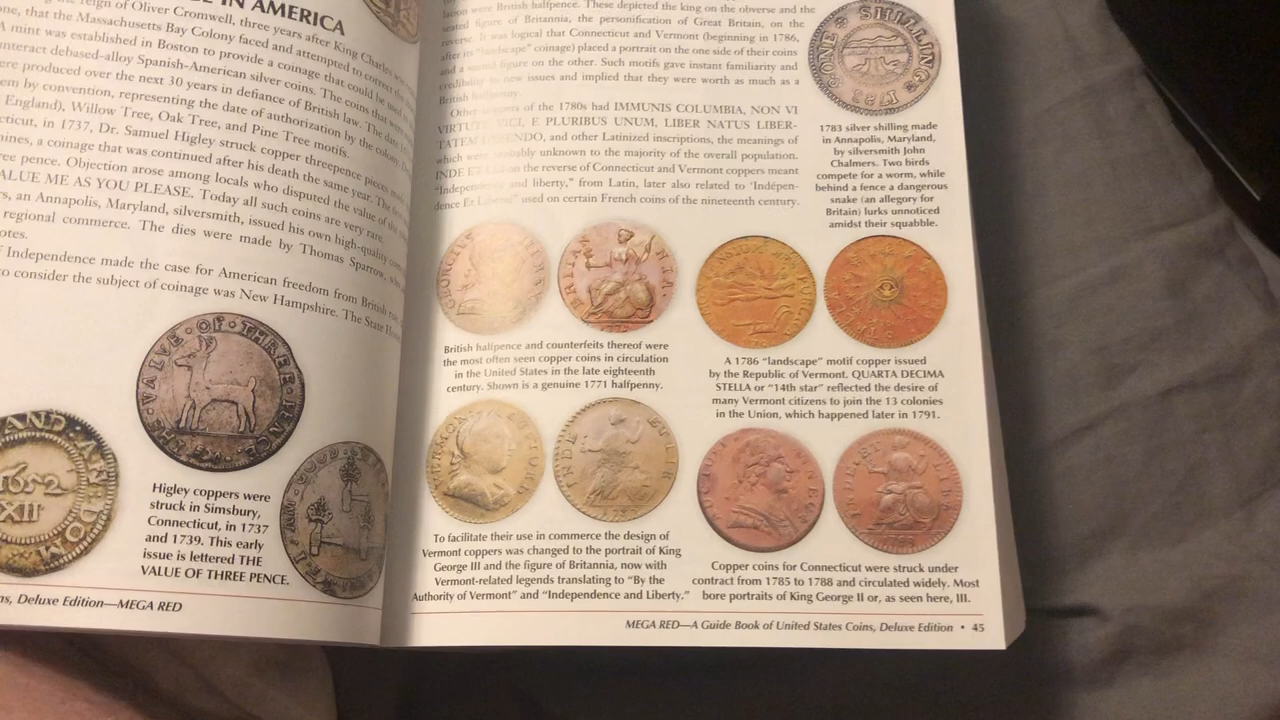 E IN AMERICA
reign of Oliver Cromwell, three years after King Charles
one, that the Massachusetts Bay Colony faced and attempted to correct the
A mint was established in Boston to provide a coinage that could be used
debased-alloy Spanish-American silver coins. The coins that were
ere produced over the next 30 years in defiance of British law. The date
em by convention, representing the date of authorization by the colony.
England), Willow Tree, Oak Tree, and Pine Tree motifs.
cticut, in 1737, Dr. Samuel Higley struck copper threepence pieces
mines, a coinage that was continued after his death the same year. The
ree pence. Objection arose among locals who disputed the value of the
ALUE ME AS YOU PLEASE. Today all such coins are very rare.
rs, an Annapolis, Maryland, silversmith, issued his own high-quality
regional commerce. The dies were made by Thomas Sparrow,
otes.
f Independence made the case for American freedom from British
to consider the subject of coinage was New Hampshire. The State
THE · VALVE · OF · THREE · PENCE
AND AN DOM
1652
XII
I · AM · GOOD
Higley coppers were
struck in Simsbury,
Connecticut, in 1737
and 1739. This early
issue is lettered THE
VALUE OF THREE PENCE.
ns, Deluxe Edition—MEGA RED
were British halfpence. These depicted the king on the obverse and the
seated figure of Britannia, the personification of Great Britain, on the
reverse. It was logical that Connecticut and Vermont (beginning in 1786,
after its "landscape" coinage) placed a portrait on the one side of their coins
and a figure on the other. Such motifs gave instant familiarity and
credibility to new issues and implied that they were worth as much as a
British halfpenny.
Other of the 1780s had IMMUNIS COLUMBIA, NON VI
VIRTUTE VICI, E PLURIBUS UNUM, LIBER NATUS LIBER-
TATEM DEFENDO, and other Latinized inscriptions, the meanings of
which were probably unknown to the majority of the overall population.
INDE ET on the reverse of Connecticut and Vermont coppers meant
"Independence and liberty," from Latin, later also related to 'Indépen-
dence Et Liberté" used on certain French coins of the nineteenth century.
ONE SHILLING
1783
1783 silver shilling made
in Annapolis, Maryland,
by silversmith John
Chalmers. Two birds
compete for a worm, while
behind a fence a dangerous
snake (an allegory for
Britain) lurks unnoticed
amidst their squabble.
GEORGIVS
BRITAN NIA
British halfpence and counterfeits thereof were
the most often seen copper coins in circulation
in the United States in the late eighteenth
century. Shown is a genuine 1771 halfpenny.
A 1786 "landscape" motif copper issued
by the Republic of Vermont. QUARTA DECIMA
STELLA or "14th star" reflected the desire of
many Vermont citizens to join the 13 colonies
in the Union, which happened later in 1791.
VERMON AUCTORI
INDE ET LIB
AUCTORI CONNEC
INDE ET LIB
To facilitate their use in commerce the design of
Vermont coppers was changed to the portrait of King
George III and the figure of Britannia, now with
Vermont-related legends translating to "By the
Authority of Vermont" and "Independence and Liberty."
Copper coins for Connecticut were struck under
contract from 1785 to 1788 and circulated widely. Most
bore portraits of King George II or, as seen here, III.
MEGA RED—A Guide Book of United States Coins, Deluxe Edition • 45